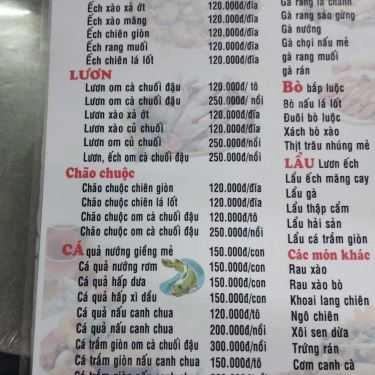 Ếch xào xả ớt 120.000đ/đĩa
Ếch xào măng 120.000đ/đĩa
Ếch chiên giòn 120.000đ/đĩa
Ếch rang muối 120.000đ/đĩa
Ếch chiên lá lốt 120.000đ/đĩa
LƯƠN
Lươn om cà chuối đậu 120.000đ/ tô
Lươn om cà chuối đậu 250.000đ/ nồi
Lươn xào xả ớt 120.000đ/đĩa
Lươn xào củ chuối 120.000đ/đĩa
Lươn om củ chuối 250.000đ/nồi
Lươn, ếch om cà chuối đậu 250.000đ/nồi
Chão chuộc
Chão chuộc chiên giòn 120.000đ/đĩa
Chão chuộc chiên lá lốt 120.000đ/đĩa
Chão chuộc om cà chuối đậu 120.000đ/tô
Chão chuộc om cà chuối đậu 250.000đ/nồi
CÁ quả nướng giềng mẻ 150.000đ/con
Cá quả nướng rơm 150.000đ/con
Cá quả hấp dưa 150.000đ/con
Cá quả hấp xì dầu 150.000đ/con
Cá quả nấu canh chua 120.000đ/tô
Cá quả nấu canh chua 200.000đ/nồi
Cá trắm giòn om cà chuối đậu 300.000đ/nồi
Cá trắm giòn nấu canh chua 150.000đ/tô
Gà rang lá chanh
Gà rang sáo gừng
Gà nướng
Gà chọi nấu mẻ
gà rang muối
gà rán
Bò bắp luộc
Bò nấu lá lốt
Đuôi bò luộc
Xách bò xào
Thịt trâu nhúng mẻ
LẨU Lươn ếch
Lẩu ếch măng cay
Lẩu gà
Lẩu thập cẩm
Lẩu hải sản
Lẩu cá trắm giòn
Các món khác
Rau xào
Rau xào bò
Khoai lang chiên
Ngô chiên
Xôi sen dừa
Trứng rán
Cơm canh cà